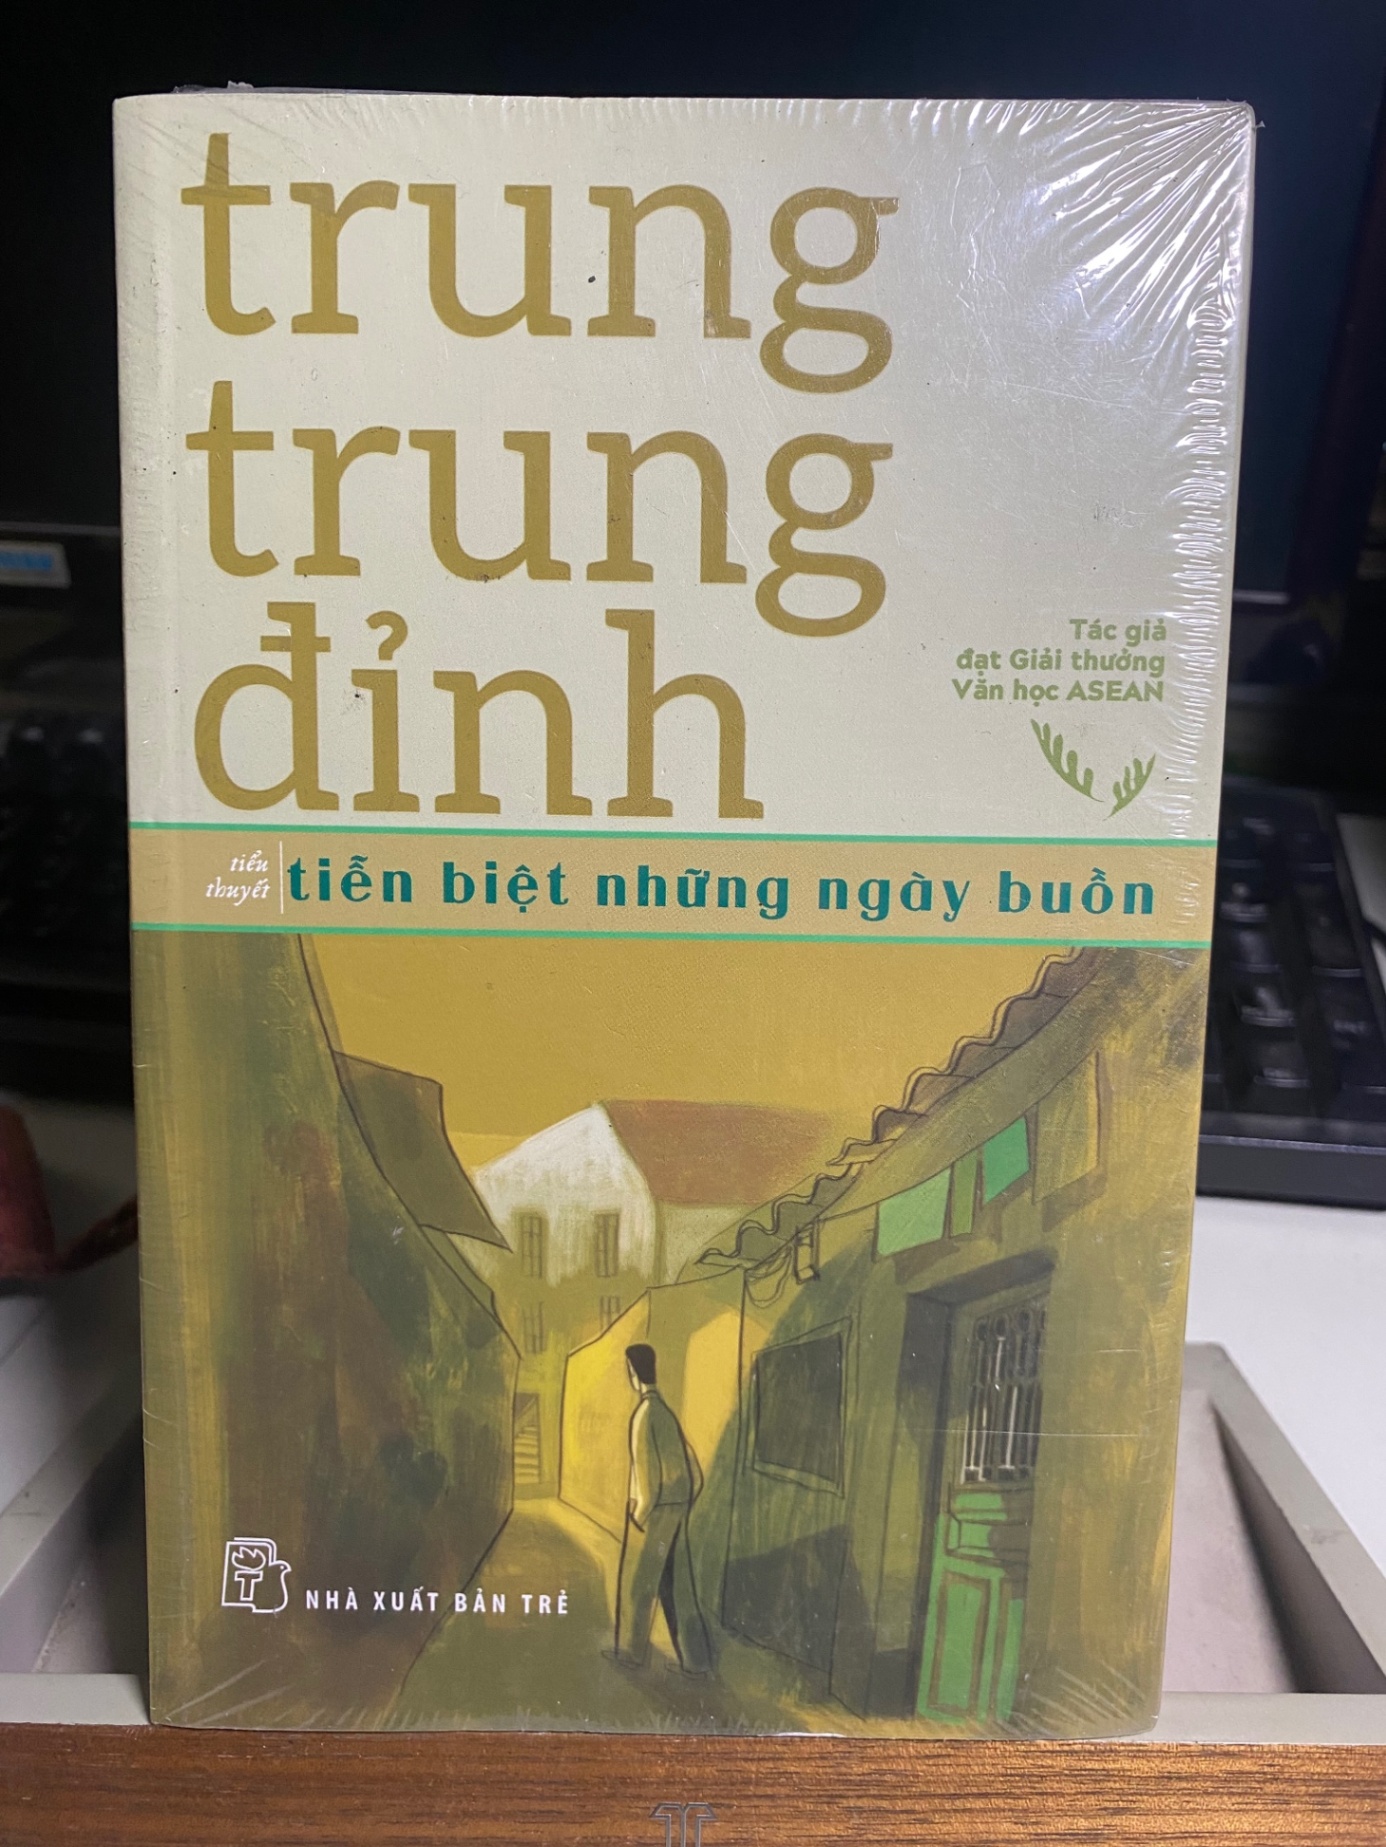 trung
trung
đỉnh
Tác giả
đạt Giải thưởng
Văn học ASEAN
tiểu
thuyết
tiễn biệt những ngày buồn
T
NHÀ XUẤT BẢN TRẺ